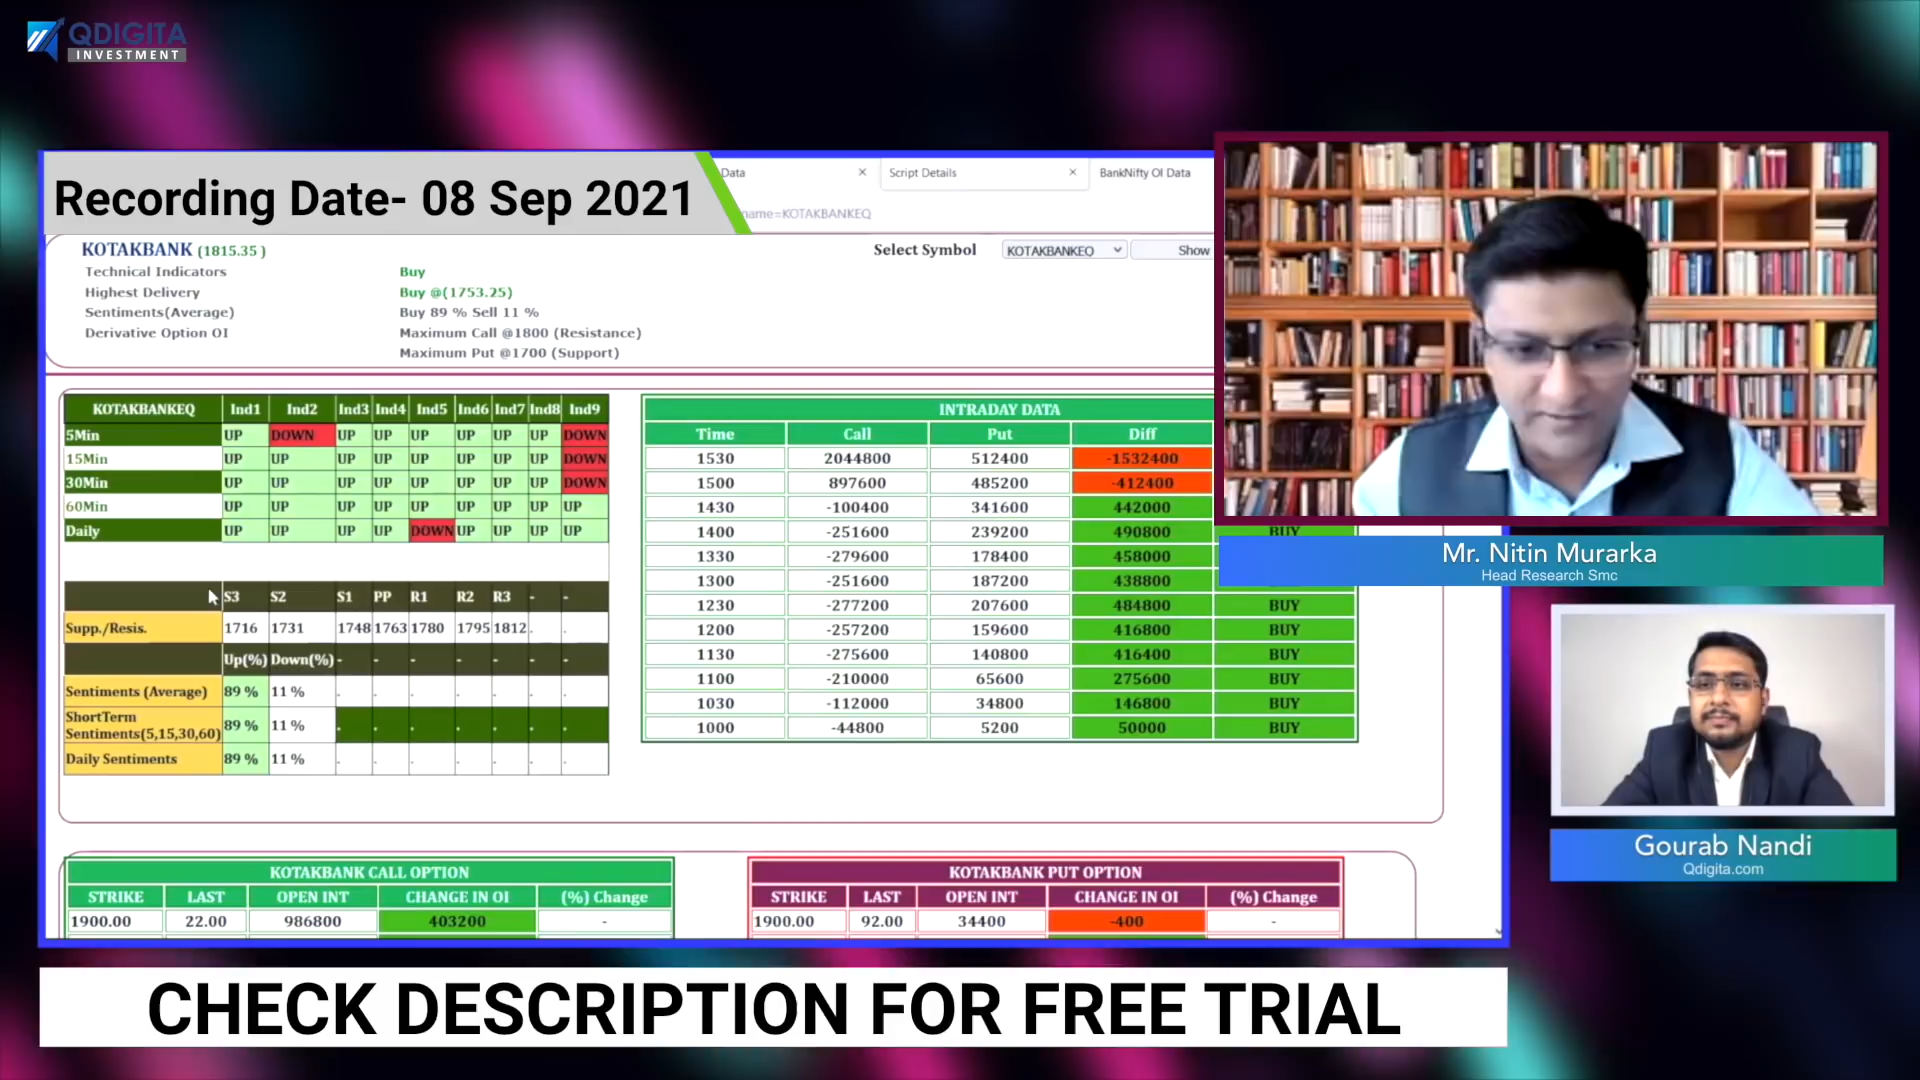 QDIGITA
INVESTMENT
Recording Date- 08 Sep 2021
Data × Script Details × BankNifty OI Data
name=KOTAKBANKEQ
KOTAKBANK (1815.35 ) Select Symbol KOTAKBANKEQ Show
Technical Indicators Buy
Highest Delivery Buy @(1753.25)
Sentiments(Average) Buy 89 % Sell 11 %
Derivative Option OI Maximum Call @1800 (Resistance)
Maximum Put @1700 (Support)
KOTAKBANKEQ Ind1 Ind2 Ind3 Ind4 Ind5 Ind6 Ind7 Ind8 Ind9
5Min UP DOWN UP UP UP UP UP UP DOWN
15Min UP UP UP UP UP UP UP UP DOWN
30Min UP UP UP UP UP UP UP UP DOWN
60Min UP UP UP UP UP UP UP UP UP
Daily UP UP UP UP DOWN UP UP UP UP
S3 S2 S1 PP R1 R2 R3 - -
Supp./Resis. 1716 1731 1748 1763 1780 1795 1812 . .
Up(%) Down(%) - - - - - - -
Sentiments (Average) 89 % 11 % . . . . . . .
ShortTerm
Sentiments(5,15,30,60) 89 % 11 % . . . . . . .
Daily Sentiments 89 % 11 % . . . . . . .
INTRADAY DATA
Time Call Put Diff
1530 2044800 512400 -1532400
1500 897600 485200 -412400
1430 -100400 341600 442000
1400 -251600 239200 490800 BUY
1330 -279600 178400 458000
1300 -251600 187200 438800
1230 -277200 207600 484800 BUY
1200 -257200 159600 416800 BUY
1130 -275600 140800 416400 BUY
1100 -210000 65600 275600 BUY
1030 -112000 34800 146800 BUY
1000 -44800 5200 50000 BUY
KOTAKBANK CALL OPTION
STRIKE LAST OPEN INT CHANGE IN OI (%) Change
1900.00 22.00 986800 403200 -
KOTAKBANK PUT OPTION
STRIKE LAST OPEN INT CHANGE IN OI (%) Change
1900.00 92.00 34400 -400 -
Mr. Nitin Murarka
Head Research Smc
Gourab Nandi
Qdigita.com
CHECK DESCRIPTION FOR FREE TRIAL